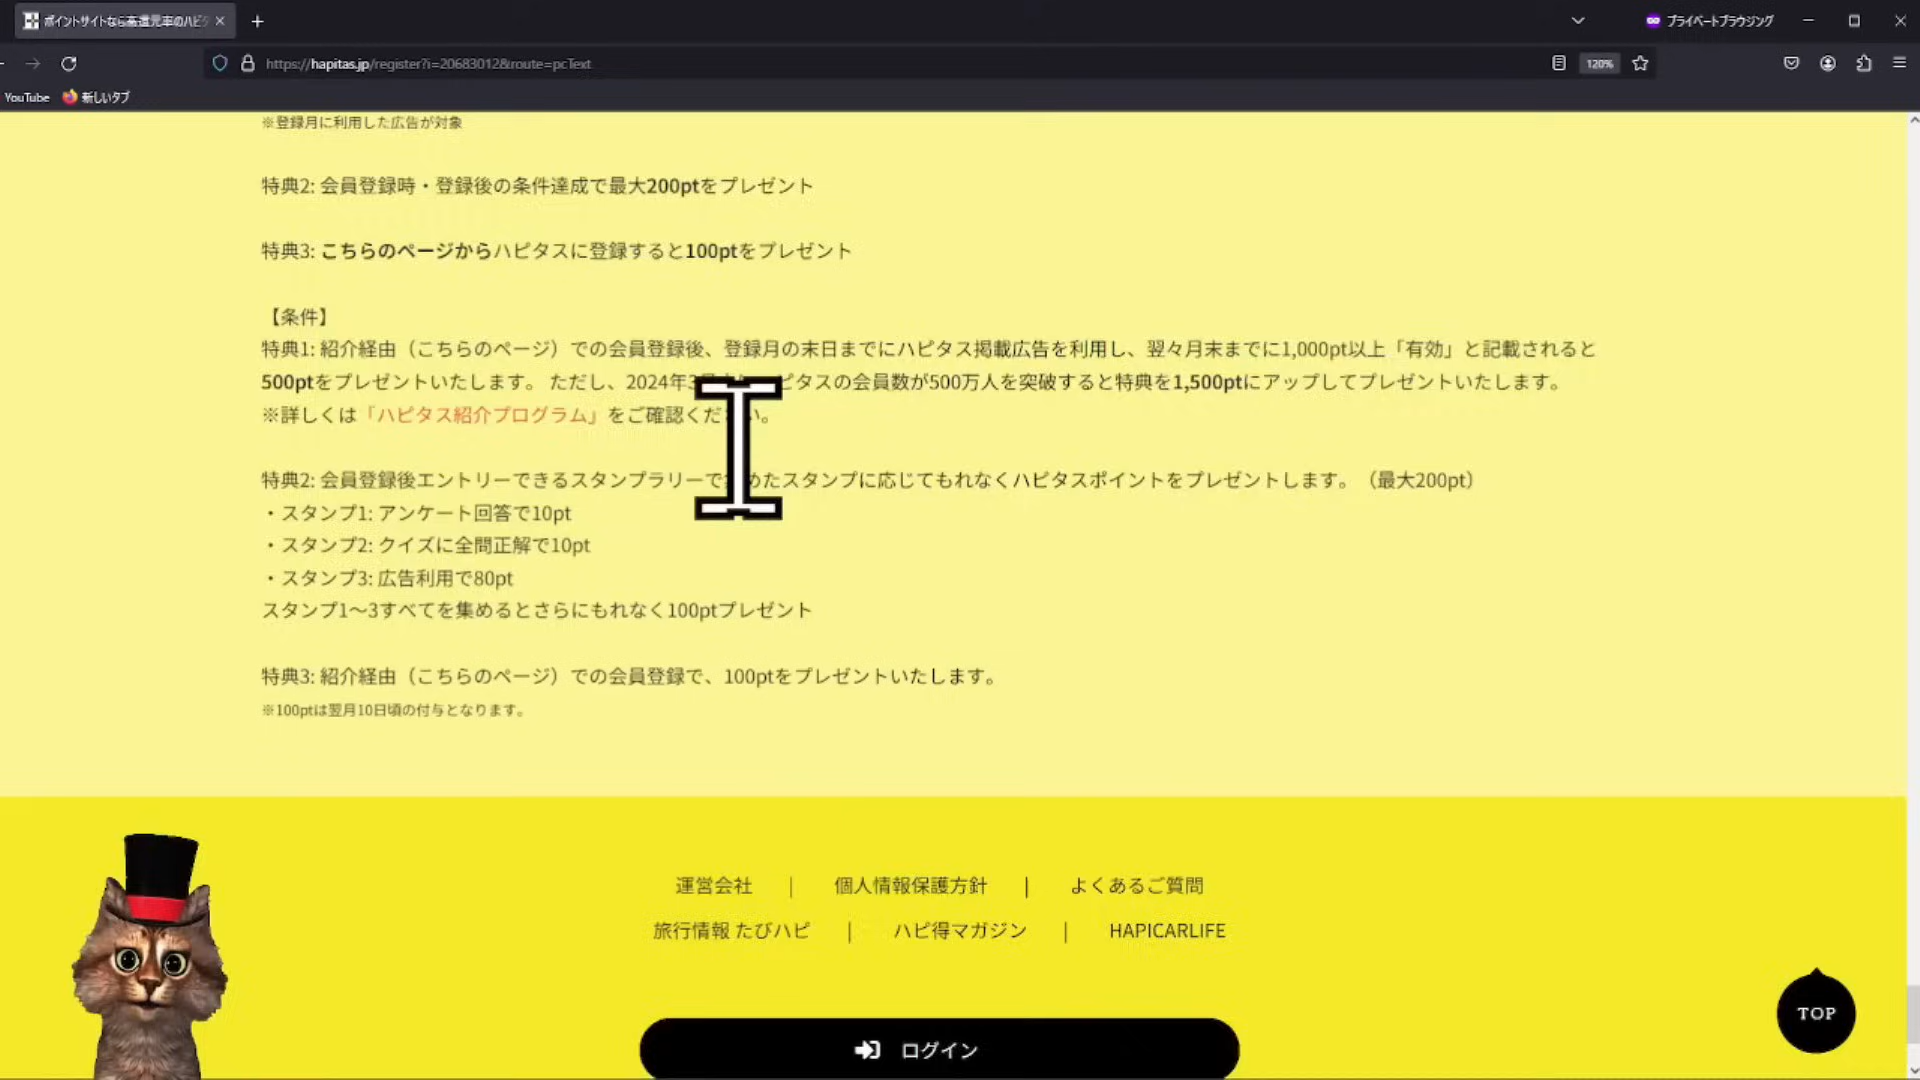 ポイントサイトなら高還元率のハピタ
プライベートブラウジング
https://hapitas.jp/register?i=20683012&route=pcText
120%
YouTube
新しいタブ
※登録月に利用した広告が対象
特典2: 会員登録時・登録後の条件達成で最大200ptをプレゼント
特典3: こちらのページからハピタスに登録すると100ptをプレゼント
【条件】
特典1: 紹介経由（こちらのページ）での会員登録後、登録月の末日までにハピタス掲載広告を利用し、翌々月末までに1,000pt以上「有効」と記載されると
500ptをプレゼントいたします。 ただし、2024年3 ピタスの会員数が500万人を突破すると特典を1,500ptにアップしてプレゼントいたします。
※詳しくは「ハピタス紹介プログラム」をご確認ください。
特典2: 会員登録後エントリーできるスタンプラリーで集めたスタンプに応じてもれなくハピタスポイントをプレゼントします。（最大200pt）
・スタンプ1: アンケート回答で10pt
・スタンプ2: クイズに全問正解で10pt
・スタンプ3: 広告利用で80pt
スタンプ1～3すべてを集めるとさらにもれなく100ptプレゼント
特典3: 紹介経由（こちらのページ）での会員登録で、100ptをプレゼントいたします。
※100ptは翌月10日頃の付与となります。
運営会社 | 個人情報保護方針 | よくあるご質問
旅行情報 たびハピ | ハピ得マガジン | HAPICARLIFE
TOP
ログイン